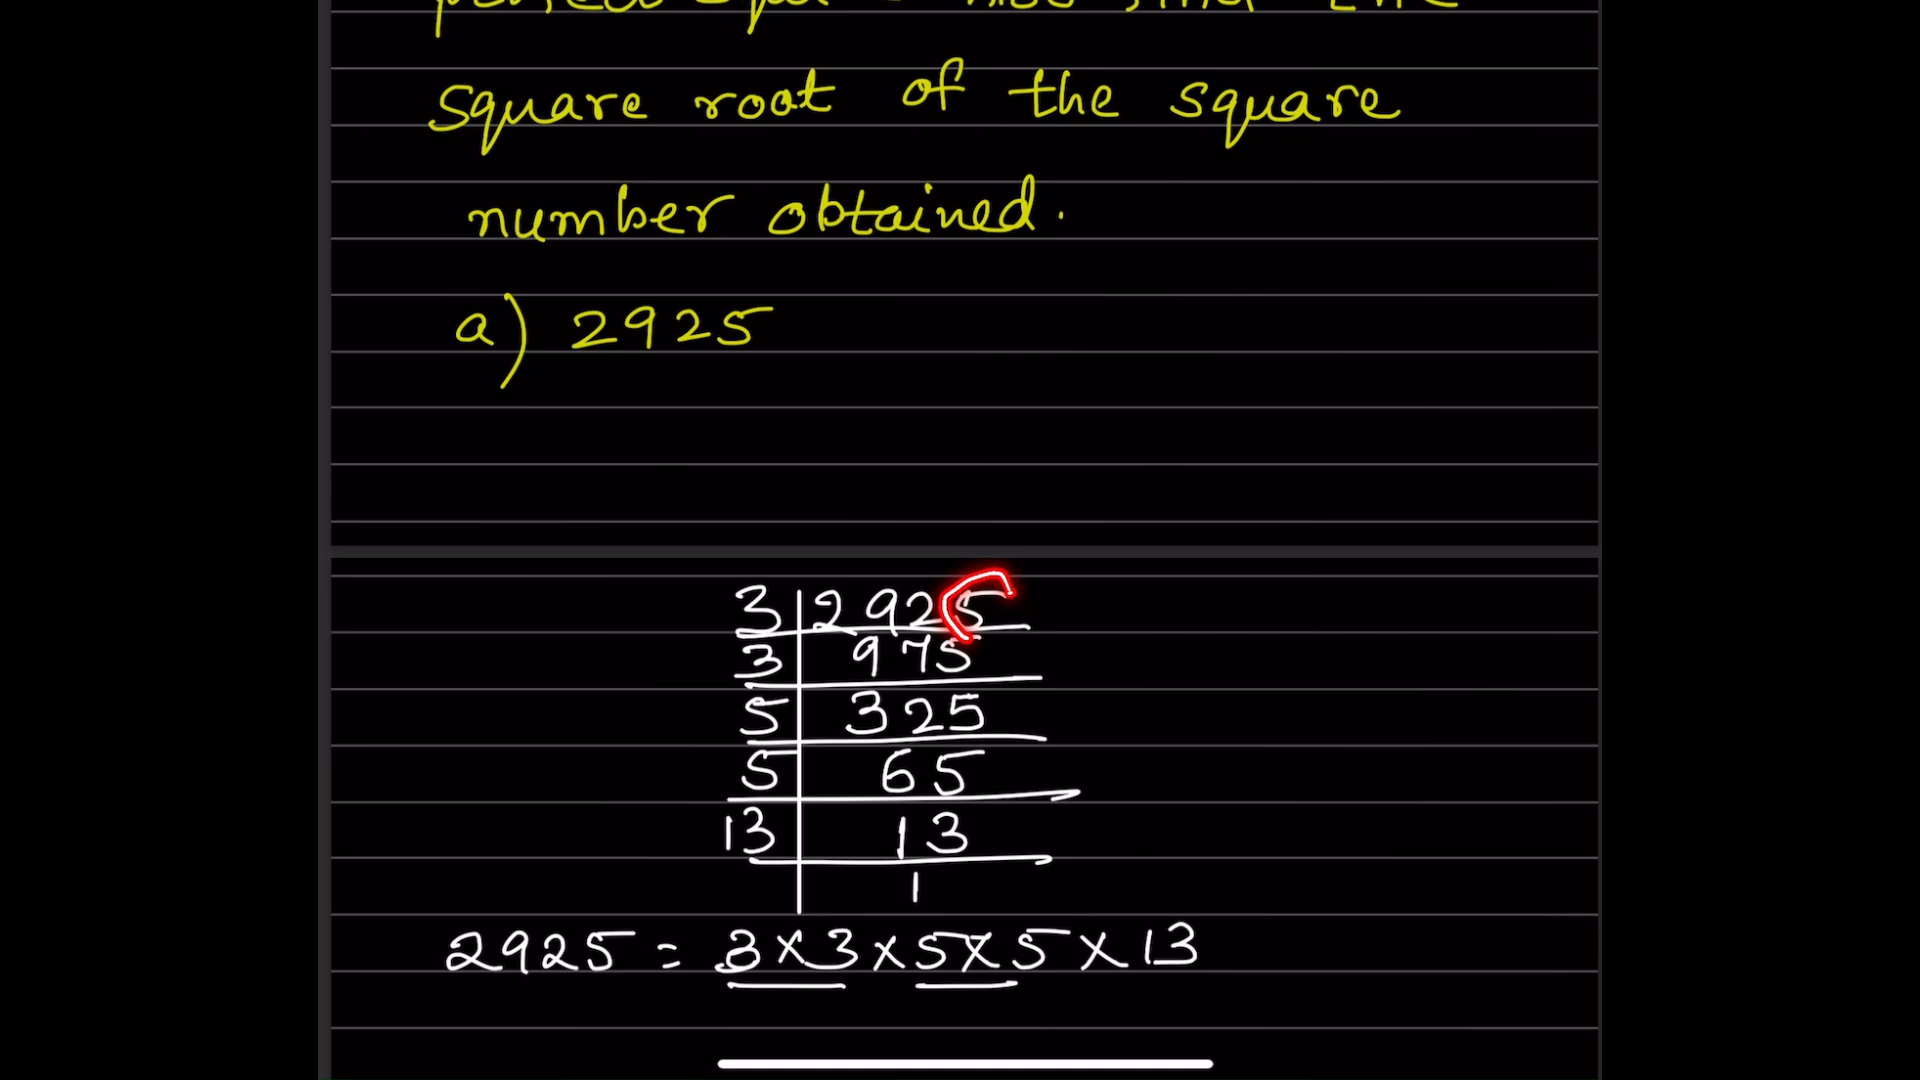 square root of the square
number obtained.
a) 2925
3 2925
3 975
5 325
5 65
13 13
1
2925 = 3×3×5×5×13